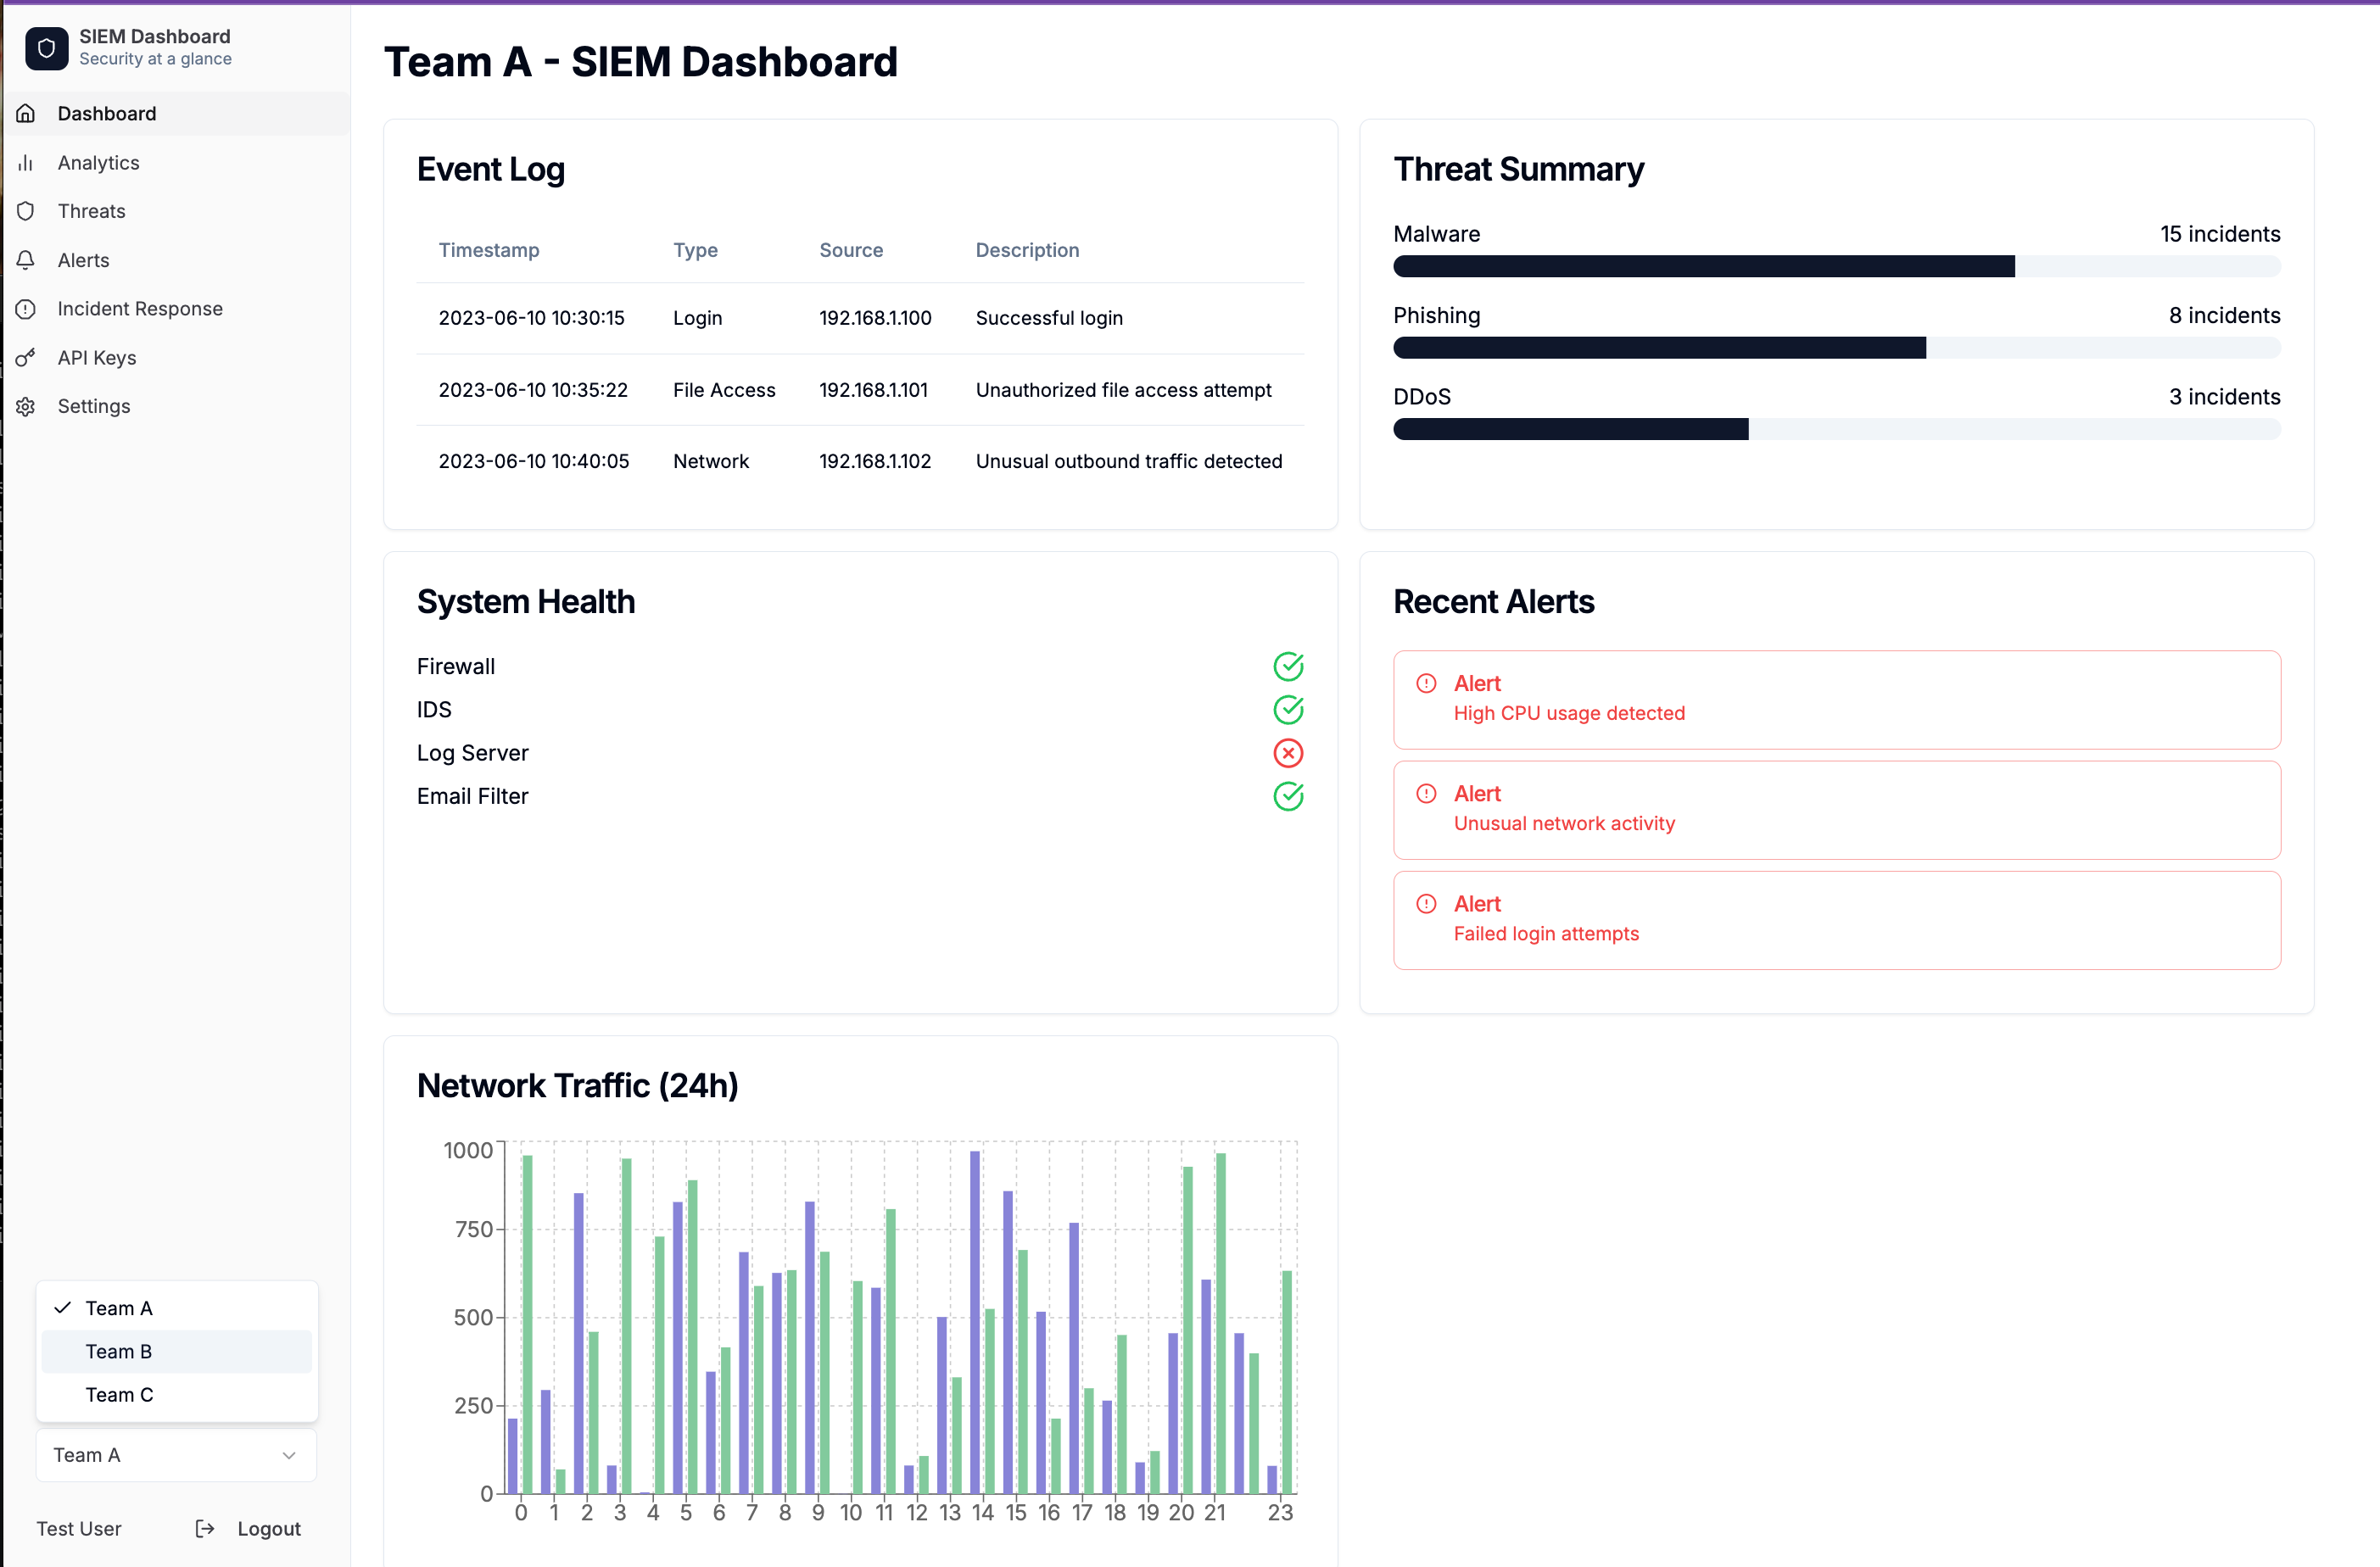 SIEM Dashboard
Security at a glance
Dashboard
Analytics
Threats
Alerts
Incident Response
API Keys
Settings
Team A
Team B
Team C
Team A
Test User
Logout
Team A - SIEM Dashboard
Event Log
Timestamp Type Source Description
2023-06-10 10:30:15 Login 192.168.1.100 Successful login
2023-06-10 10:35:22 File Access 192.168.1.101 Unauthorized file access attempt
2023-06-10 10:40:05 Network 192.168.1.102 Unusual outbound traffic detected
Threat Summary
Malware 15 incidents
Phishing 8 incidents
DDoS 3 incidents
System Health
Firewall
IDS
Log Server
Email Filter
Recent Alerts
Alert
High CPU usage detected
Alert
Unusual network activity
Alert
Failed login attempts
Network Traffic (24h)
1000
750
500
250
0
0 1 2 3 4 5 6 7 8 9 10 11 12 13 14 15 16 17 18 19 20 21 23